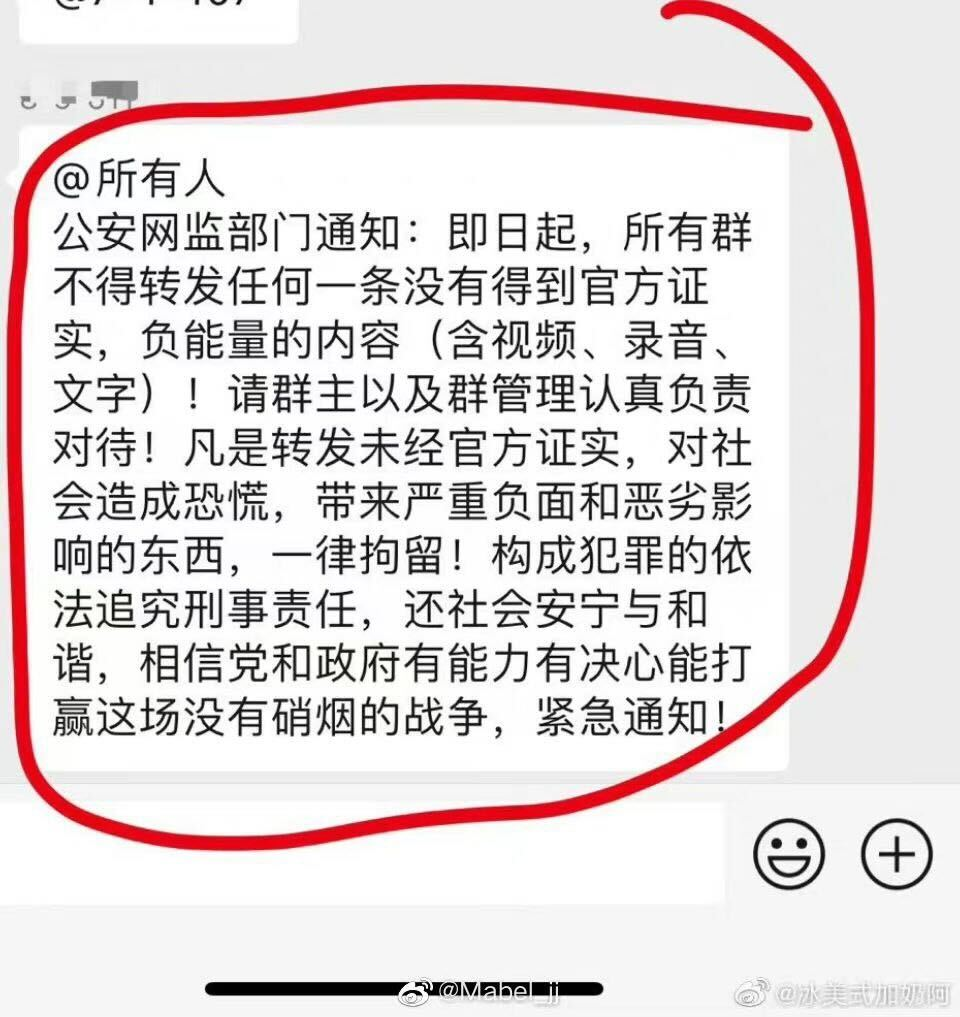 @所有人
公安网监部门通知：即日起，所有群
不得转发任何一条没有得到官方证
实，负能量的内容（含视频、录音、
文字）！请群主以及群管理认真负责
对待！凡是转发未经官方证实，对社
会造成恐慌，带来严重负面和恶劣影
响的东西，一律拘留！构成犯罪的依
法追究刑事责任，还社会安宁与和
谐，相信党和政府有能力有决心能打
赢这场没有硝烟的战争，紧急通知！
@Mabel_jj
@冰美式加奶阿